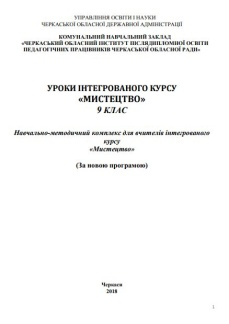 УПРАВЛІННЯ ОСВІТИ І НАУКИ
ЧЕРКАСЬКОЇ ОБЛАСНОЇ ДЕРЖАВНОЇ АДМІНІСТРАЦІЇ
КОМУНАЛЬНИЙ НАВЧАЛЬНИЙ ЗАКЛАД
«ЧЕРКАСЬКИЙ ОБЛАСНИЙ ІНСТИТУТ ПІСЛЯДИПЛОМНОЇ ОСВІТИ
ПЕДАГОГІЧНИХ ПРАЦІВНИКІВ ЧЕРКАСЬКОЇ ОБЛАСНОЇ РАДИ»
УРОКИ ІНТЕГРОВАНОГО КУРСУ
«МИСТЕЦТВО»
9 КЛАС
Навчально-методичний комплекс для вчителів інтегрованого
курсу
«Мистецтво»
(За новою програмою)
Черкаси
2018
1